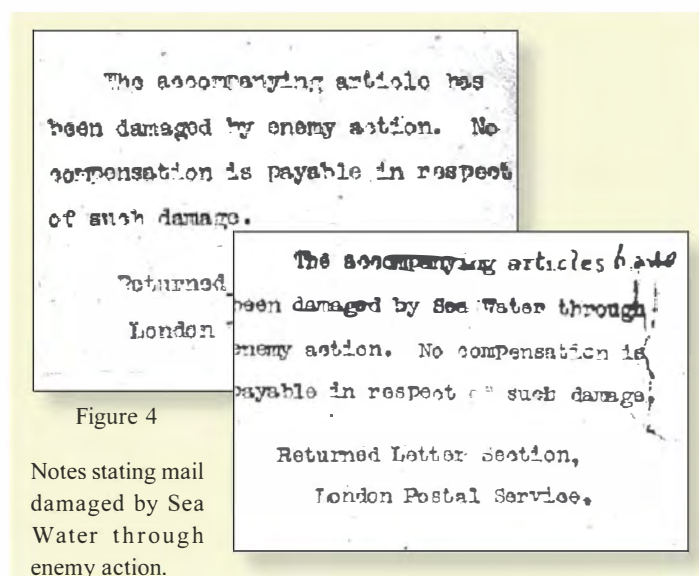 The accompanying article has
been damaged by enemy action. No
compensation is payable in respect
of such damage.
Returned
London
The accompanying articles have
been damaged by Sea Water through
enemy action. No compensation is
payable in respect of such damage.
Returned Letter Section,
London Postal Service.
Figure 4
Notes stating mail
damaged by Sea
Water through
enemy action.